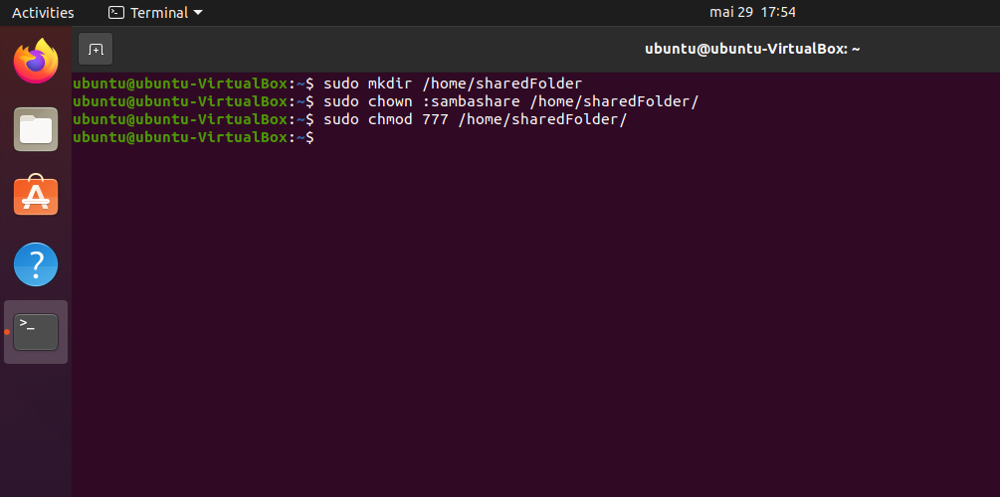 Activities
Terminal
mai 29 17:54
ubuntu@ubuntu-VirtualBox: ~
ubuntu@ubuntu-VirtualBox:~$ sudo mkdir /home/sharedFolder
ubuntu@ubuntu-VirtualBox:~$ sudo chown :sambashare /home/sharedFolder/
ubuntu@ubuntu-VirtualBox:~$ sudo chmod 777 /home/sharedFolder/
ubuntu@ubuntu-VirtualBox:~$